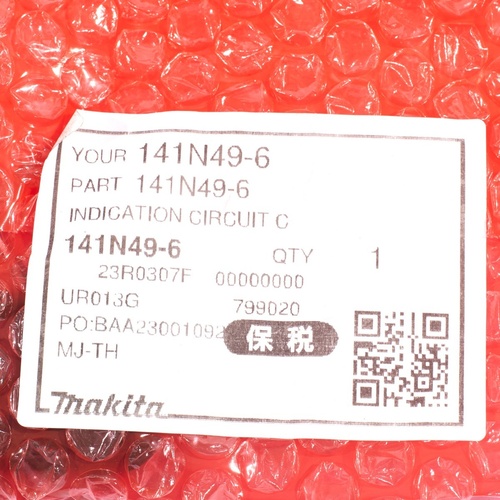 YOUR 141N49-6
PART 141N49-6
INDICATION CIRCUIT C
141N49-6 QTY 1
23R0307F 00000000
UR013G 799020
PO:BAA23001092
保税
MJ-TH
makita